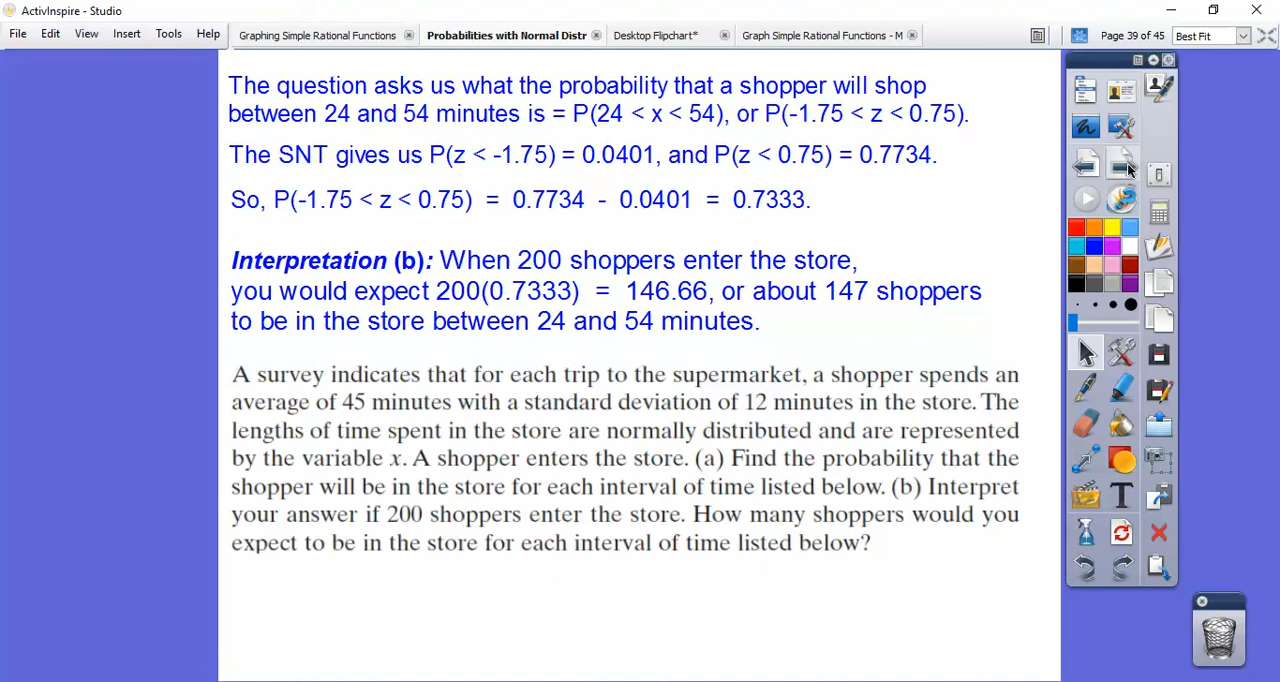 ActivInspire - Studio
File Edit View Insert Tools Help
Graphing Simple Rational Functions
Probabilities with Normal Distr
Desktop Flipchart*
Graph Simple Rational Functions - M
Page 39 of 45
Best Fit
The question asks us what the probability that a shopper will shop
between 24 and 54 minutes is = P(24 < x < 54), or P(-1.75 < z < 0.75).
The SNT gives us P(z < -1.75) = 0.0401, and P(z < 0.75) = 0.7734.
So, P(-1.75 < z < 0.75) = 0.7734 - 0.0401 = 0.7333.
Interpretation (b): When 200 shoppers enter the store,
you would expect 200(0.7333) = 146.66, or about 147 shoppers
to be in the store between 24 and 54 minutes.
A survey indicates that for each trip to the supermarket, a shopper spends an
average of 45 minutes with a standard deviation of 12 minutes in the store. The
lengths of time spent in the store are normally distributed and are represented
by the variable x. A shopper enters the store. (a) Find the probability that the
shopper will be in the store for each interval of time listed below. (b) Interpret
your answer if 200 shoppers enter the store. How many shoppers would you
expect to be in the store for each interval of time listed below?